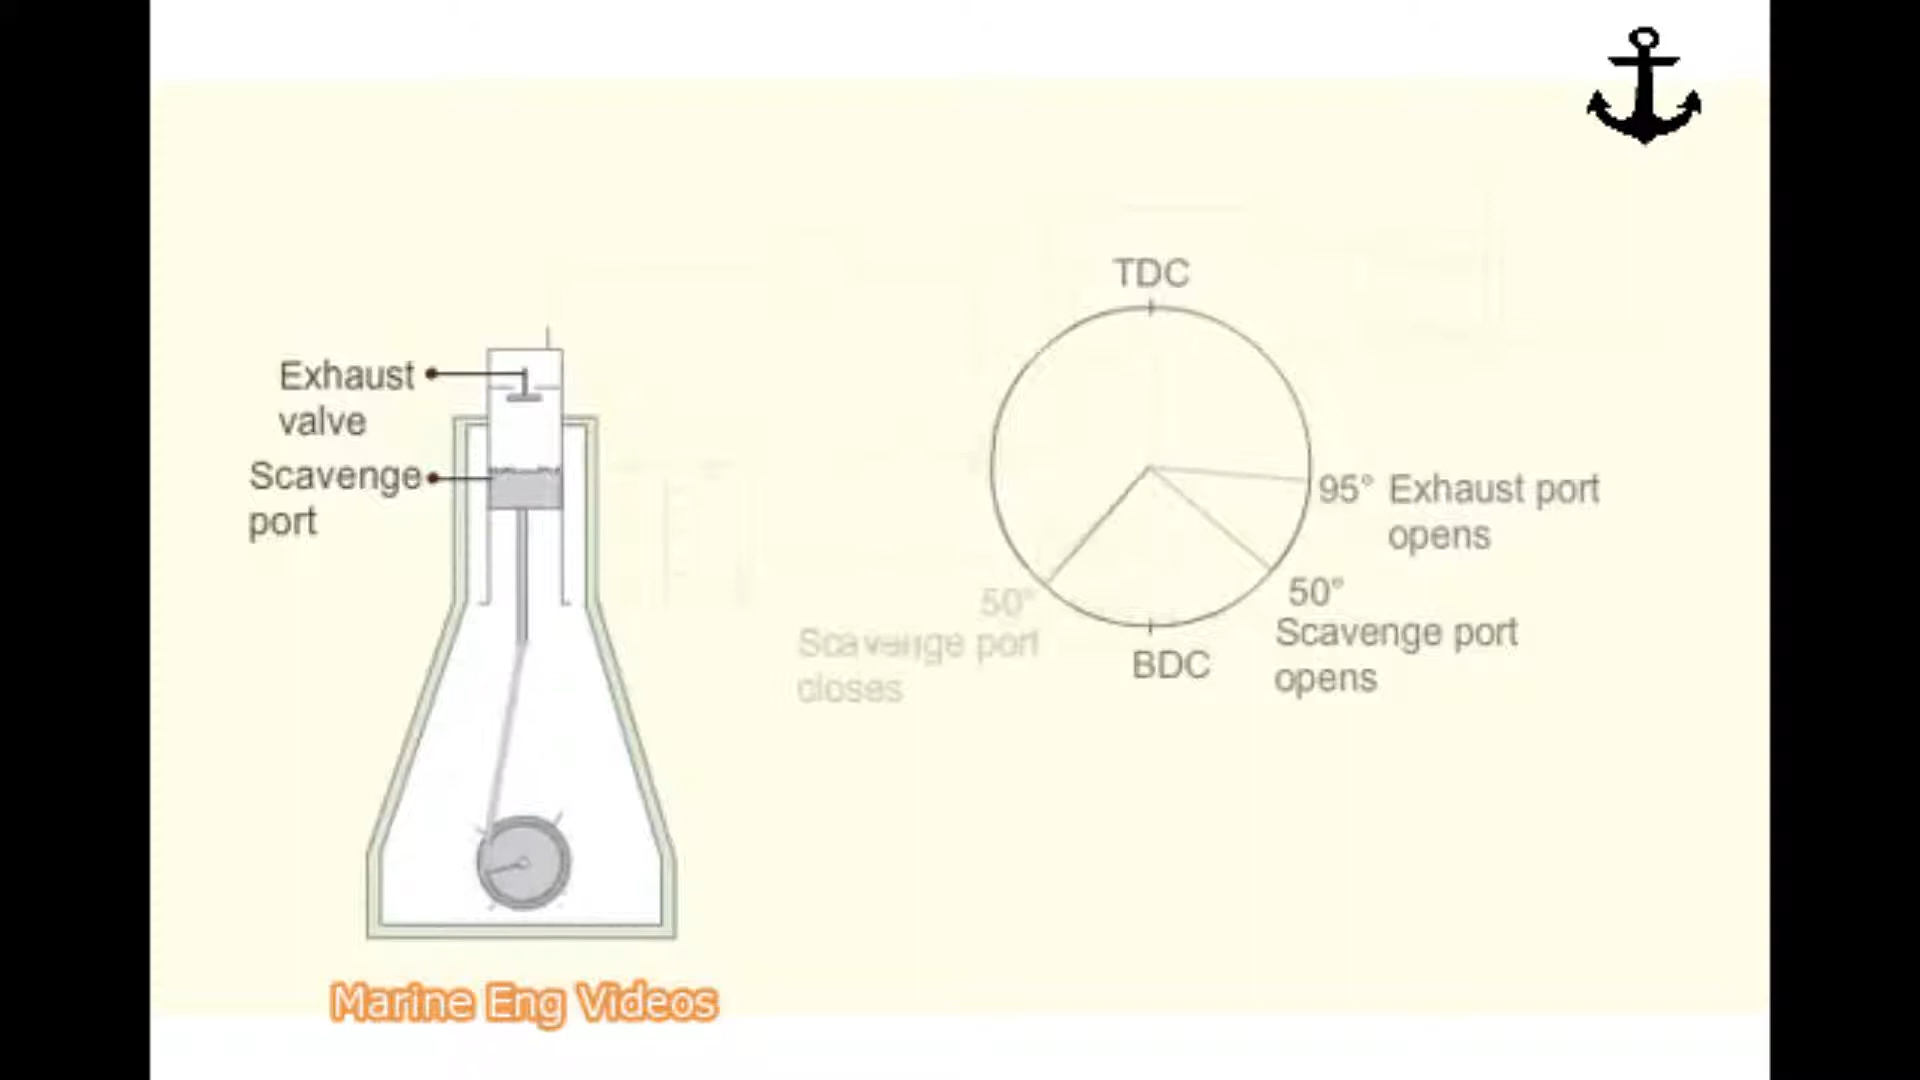 TDC
Exhaust
valve
Scavenge
port
95° Exhaust port
opens
50°
Scavenge port
opens
50°
Scavenge port
closes
BDC
Marine Eng Videos